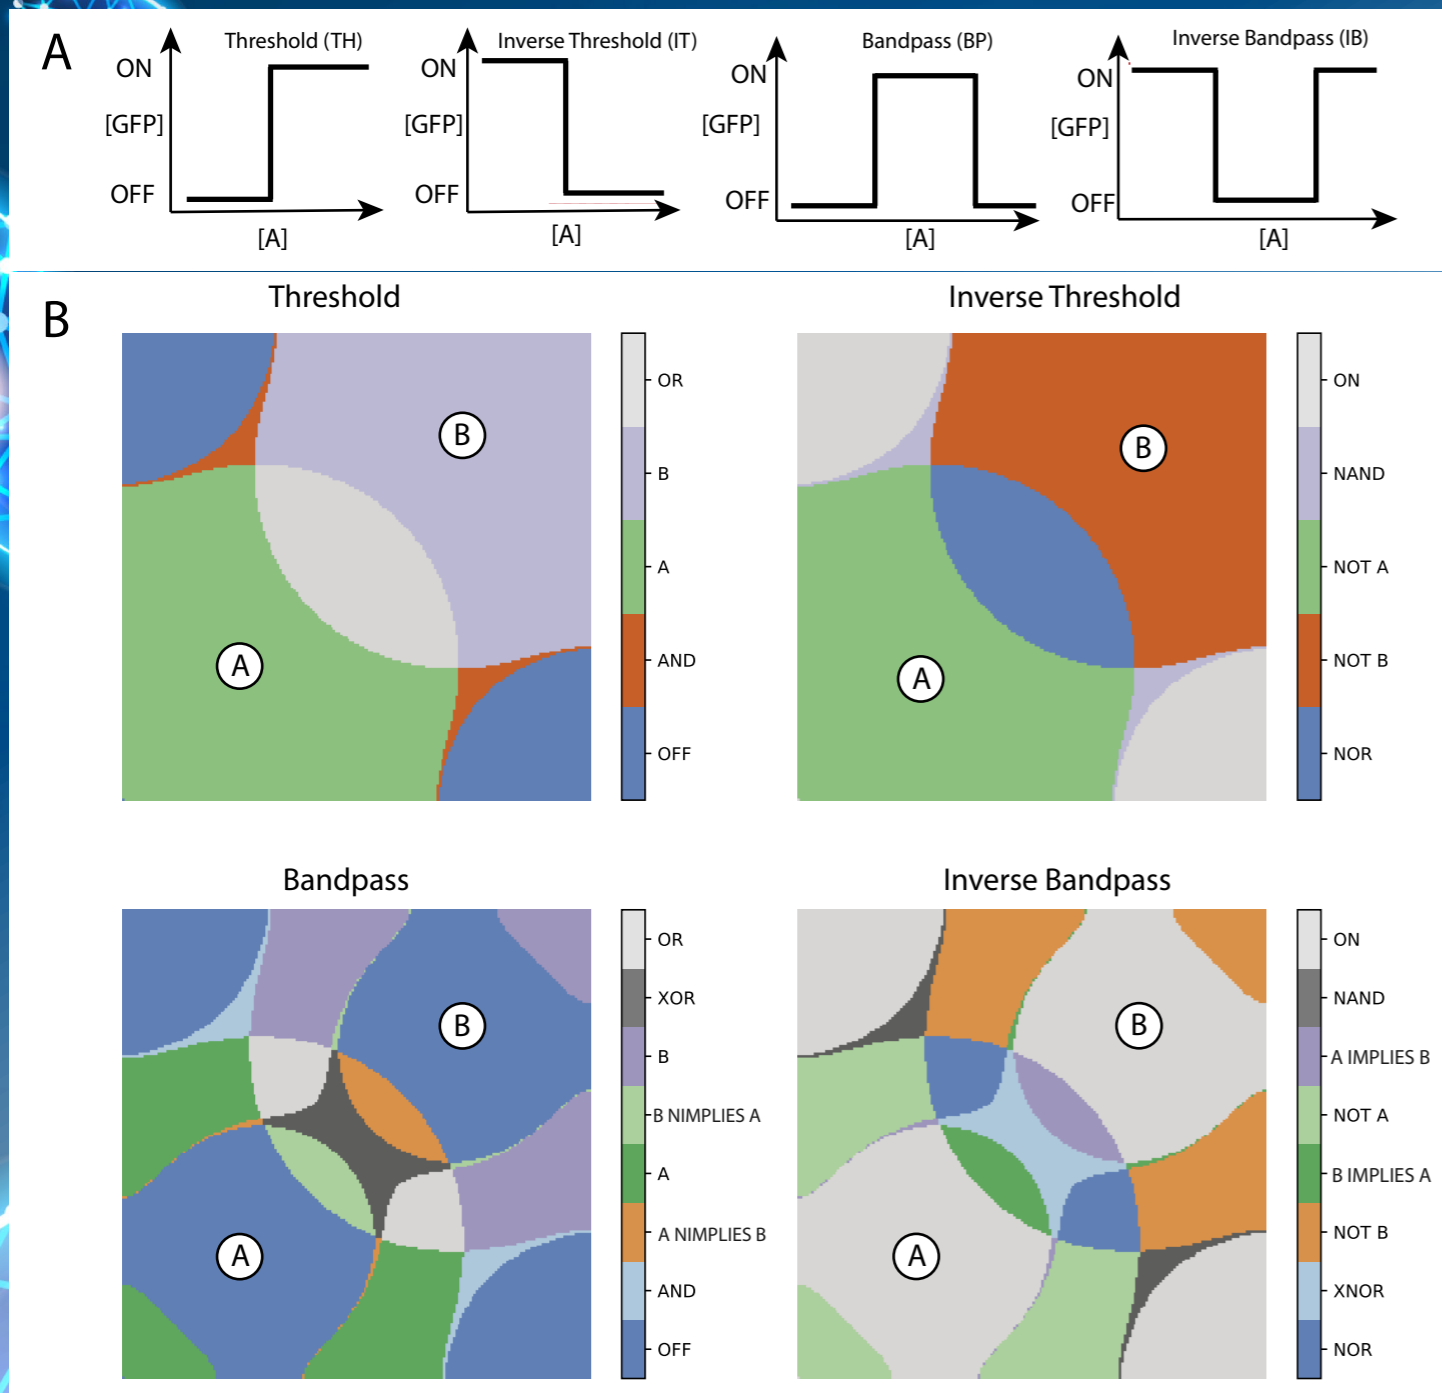 A
Threshold (TH)
ON
[GFP]
OFF
[A]
Inverse Threshold (IT)
ON
[GFP]
OFF
[A]
Bandpass (BP)
ON
[GFP]
OFF
[A]
Inverse Bandpass (IB)
ON
[GFP]
OFF
[A]
B
Threshold
B
A
OR
B
A
AND
OFF
Inverse Threshold
B
A
ON
NAND
NOT A
NOT B
NOR
Bandpass
B
A
OR
XOR
B
B NIMPLIES A
A
A NIMPLIES B
AND
OFF
Inverse Bandpass
B
A
ON
NAND
A IMPLIES B
NOT A
B IMPLIES A
NOT B
XNOR
NOR